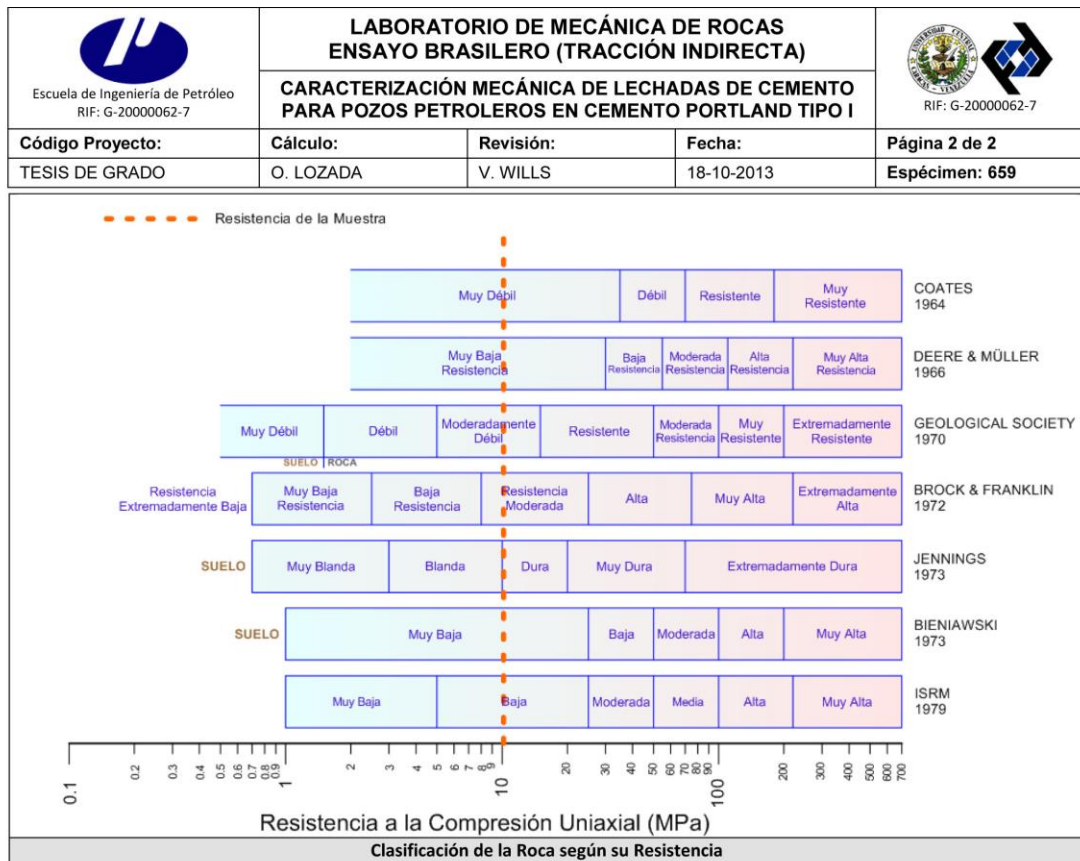 LABORATORIO DE MECÁNICA DE ROCAS
ENSAYO BRASILERO (TRACCIÓN INDIRECTA)
CARACTERIZACIÓN MECÁNICA DE LECHADAS DE CEMENTO
PARA POZOS PETROLEROS EN CEMENTO PORTLAND TIPO I
Escuela de Ingeniería de Petróleo
RIF: G-20000062-7
RIF: G-20000062-7
Código Proyecto: Cálculo: Revisión: Fecha: Página 2 de 2
TESIS DE GRADO O. LOZADA V. WILLS 18-10-2013 Espécimen: 659
Resistencia de la Muestra
Muy Débil Débil Resistente Muy
Resistente
COATES
1964
Muy Baja
Resistencia
Baja
Resistencia
Moderada
Resistencia
Alta
Resistencia
Muy Alta
Resistencia
DEERE & MÜLLER
1966
Muy Débil Débil Moderadamente
Débil
Resistente
Moderada
Resistencia
Muy
Resistente
Extremadamente
Resistente
GEOLOGICAL SOCIETY
1970
SUELO ROCA
Resistencia
Extremadamente Baja
Muy Baja
Resistencia
Baja
Resistencia
Resistencia
Moderada
Alta Muy Alta Extremadamente
Alta
BROCK & FRANKLIN
1972
SUELO Muy Blanda Blanda Dura Muy Dura Extremadamente Dura
JENNINGS
1973
SUELO Muy Baja Baja Moderada Alta Muy Alta
BIENIAWSKI
1973
Muy Baja Baja Moderada Media Alta Muy Alta
ISRM
1979
0.1 0.2 0.3 0.4 0.5 0.6 0.7 0.8 0.9 1 2 3 4 5 6 7 8 9 10 20 30 40 50 60 70 80 90 100 200 300 400 500 600 700
Resistencia a la Compresión Uniaxial (MPa)
Clasificación de la Roca según su Resistencia